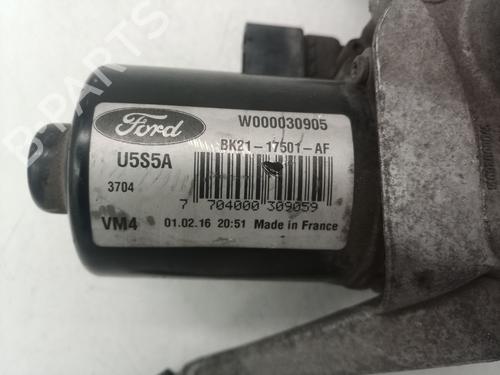 B PARTS
Ford
W000030905
BK21-17501-AF
U5S5A
3704
7 704000 309059
VM4 01.02.16 20:51 Made in France